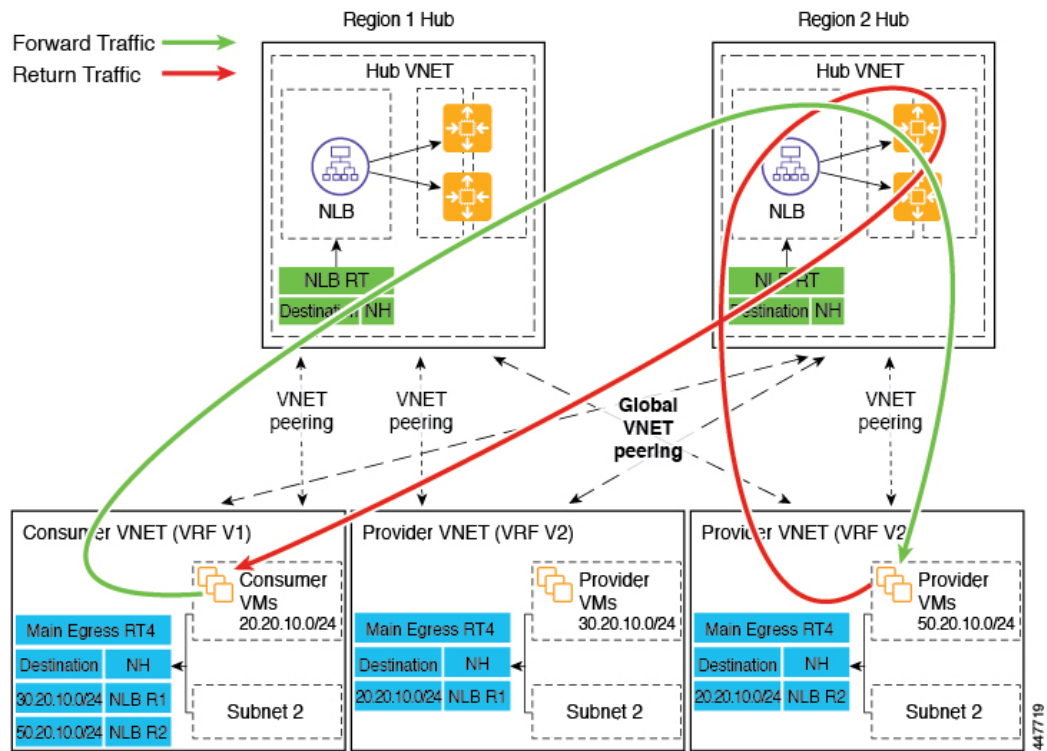 Region 1 Hub
Region 2 Hub
Forward Traffic
Return Traffic
Hub VNET
Hub VNET
NLB
NLB
NLB RT
Destination NH
NLB RT
Destination NH
VNET
peering
VNET
peering
Global
VNET
peering
VNET
peering
Consumer VNET (VRF V1)
Consumer
VMs
20.20.10.0/24
Main Egress RT4
Destination NH
30.20.10.0/24 NLB R1
50.20.10.0/24 NLB R2
Subnet 2
Provider VNET (VRF V2)
Provider
VMs
30.20.10.0/24
Main Egress RT4
Destination NH
20.20.10.0/24 NLB R1
Subnet 2
Provider VNET (VRF V2)
Provider
VMs
50.20.10.0/24
Main Egress RT4
Destination NH
20.20.10.0/24 NLB R2
Subnet 2
447719